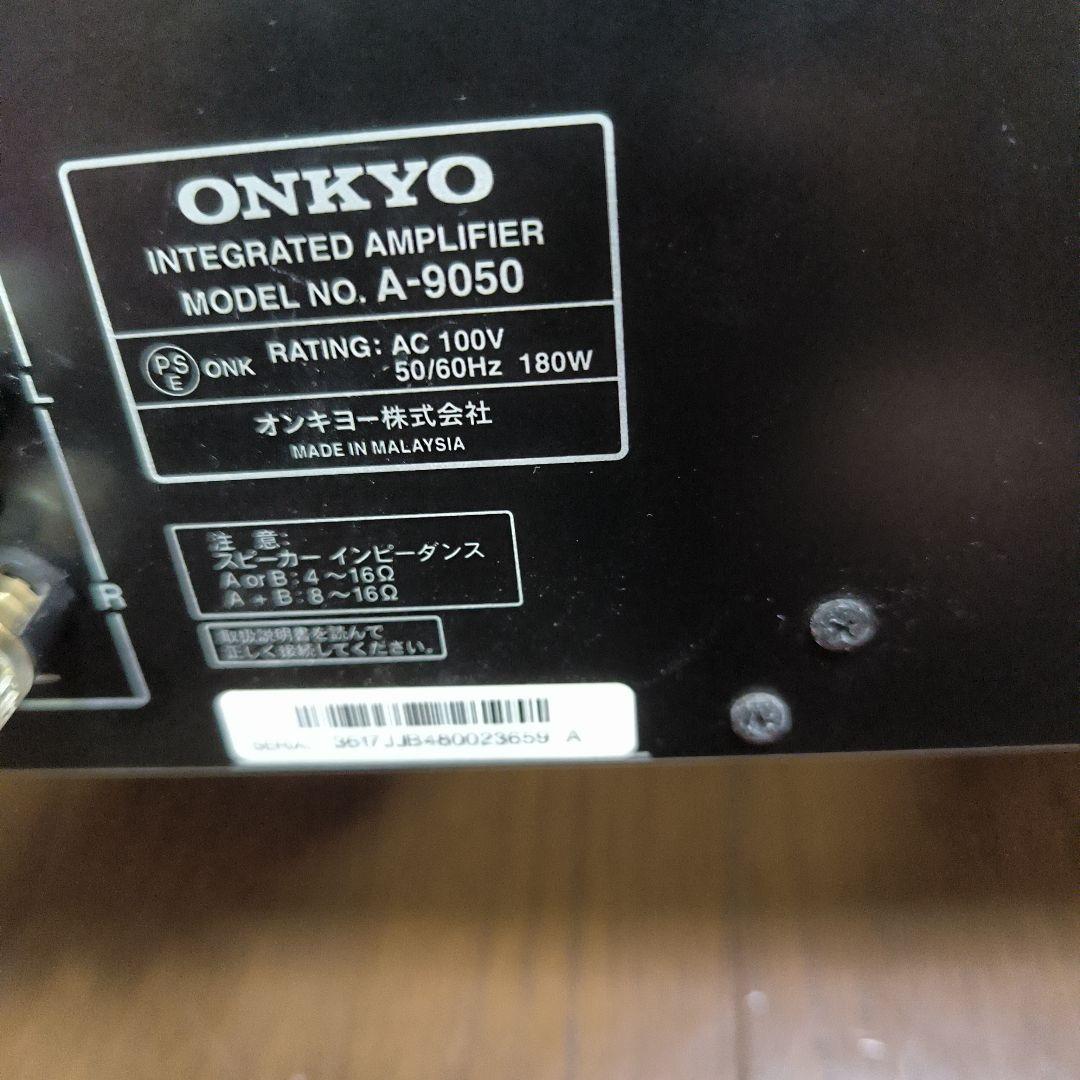 ONKYO
INTEGRATED AMPLIFIER
MODEL NO. A-9050
PS
E
ONK
RATING: AC 100V
50/60Hz 180W
オンキヨー株式会社
MADE IN MALAYSIA
注 意:
スピーカー インピーダンス
A or B: 4～16Ω
A + B: 8～16Ω
取扱説明書を読んで
正しく接続してください。
L
R
3617JJB480023659 A